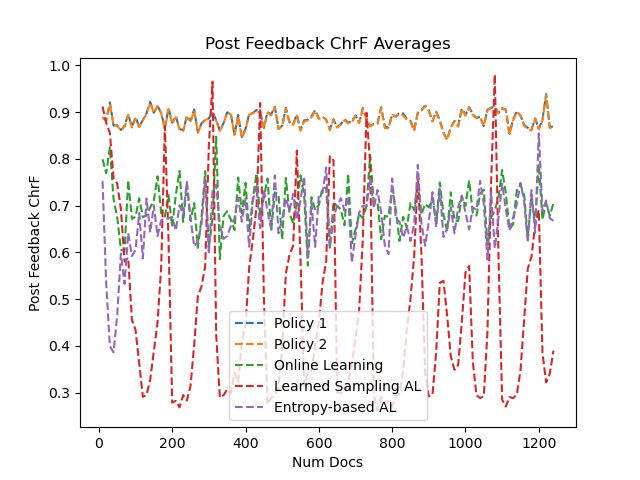 Post Feedback ChrF Averages
Post Feedback ChrF
1.0
0.9
0.8
0.7
0.6
0.5
0.4
0.3
Policy 1
Policy 2
Online Learning
Learned Sampling AL
Entropy-based AL
0 200 400 600 800 1000 1200
Num Docs